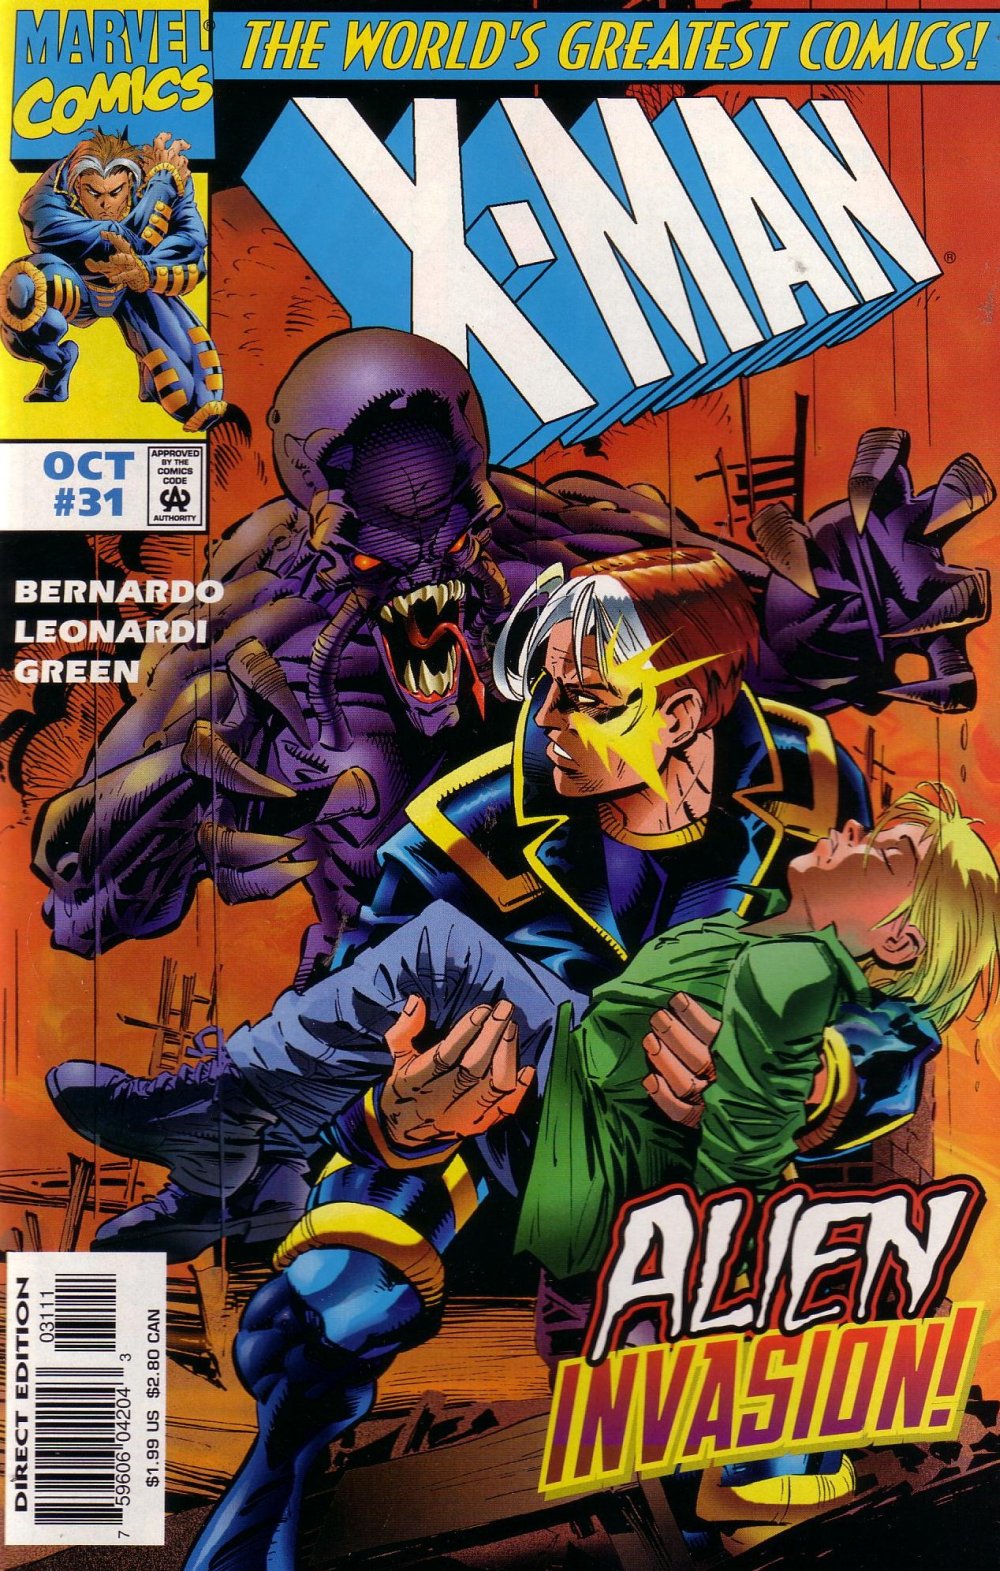 MARVEL®
COMICS
THE WORLD'S GREATEST COMICS!
X-MAN®
OCT
#31
APPROVED
BY THE
COMICS
CODE
CA
AUTHORITY
BERNARDO
LEONARDI
GREEN
ALIEN
INVASION!
DIRECT EDITION
03111
7 59606 04204 3
$1.99 US $2.80 CAN